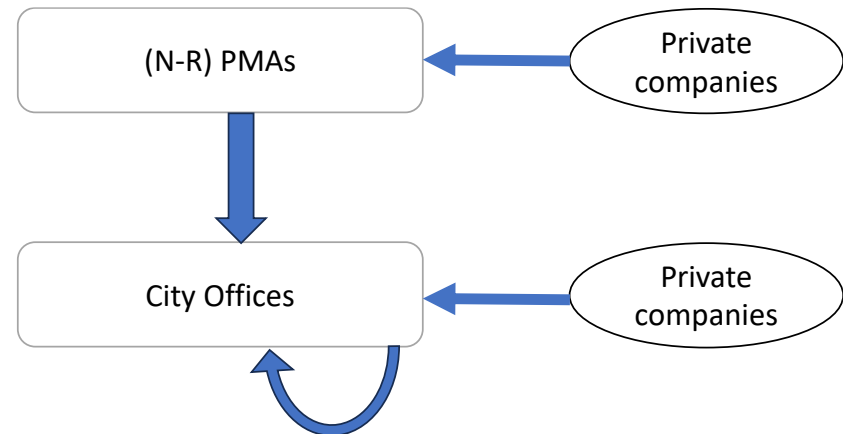 (N-R) PMAs
Private
companies
City Offices
Private
companies